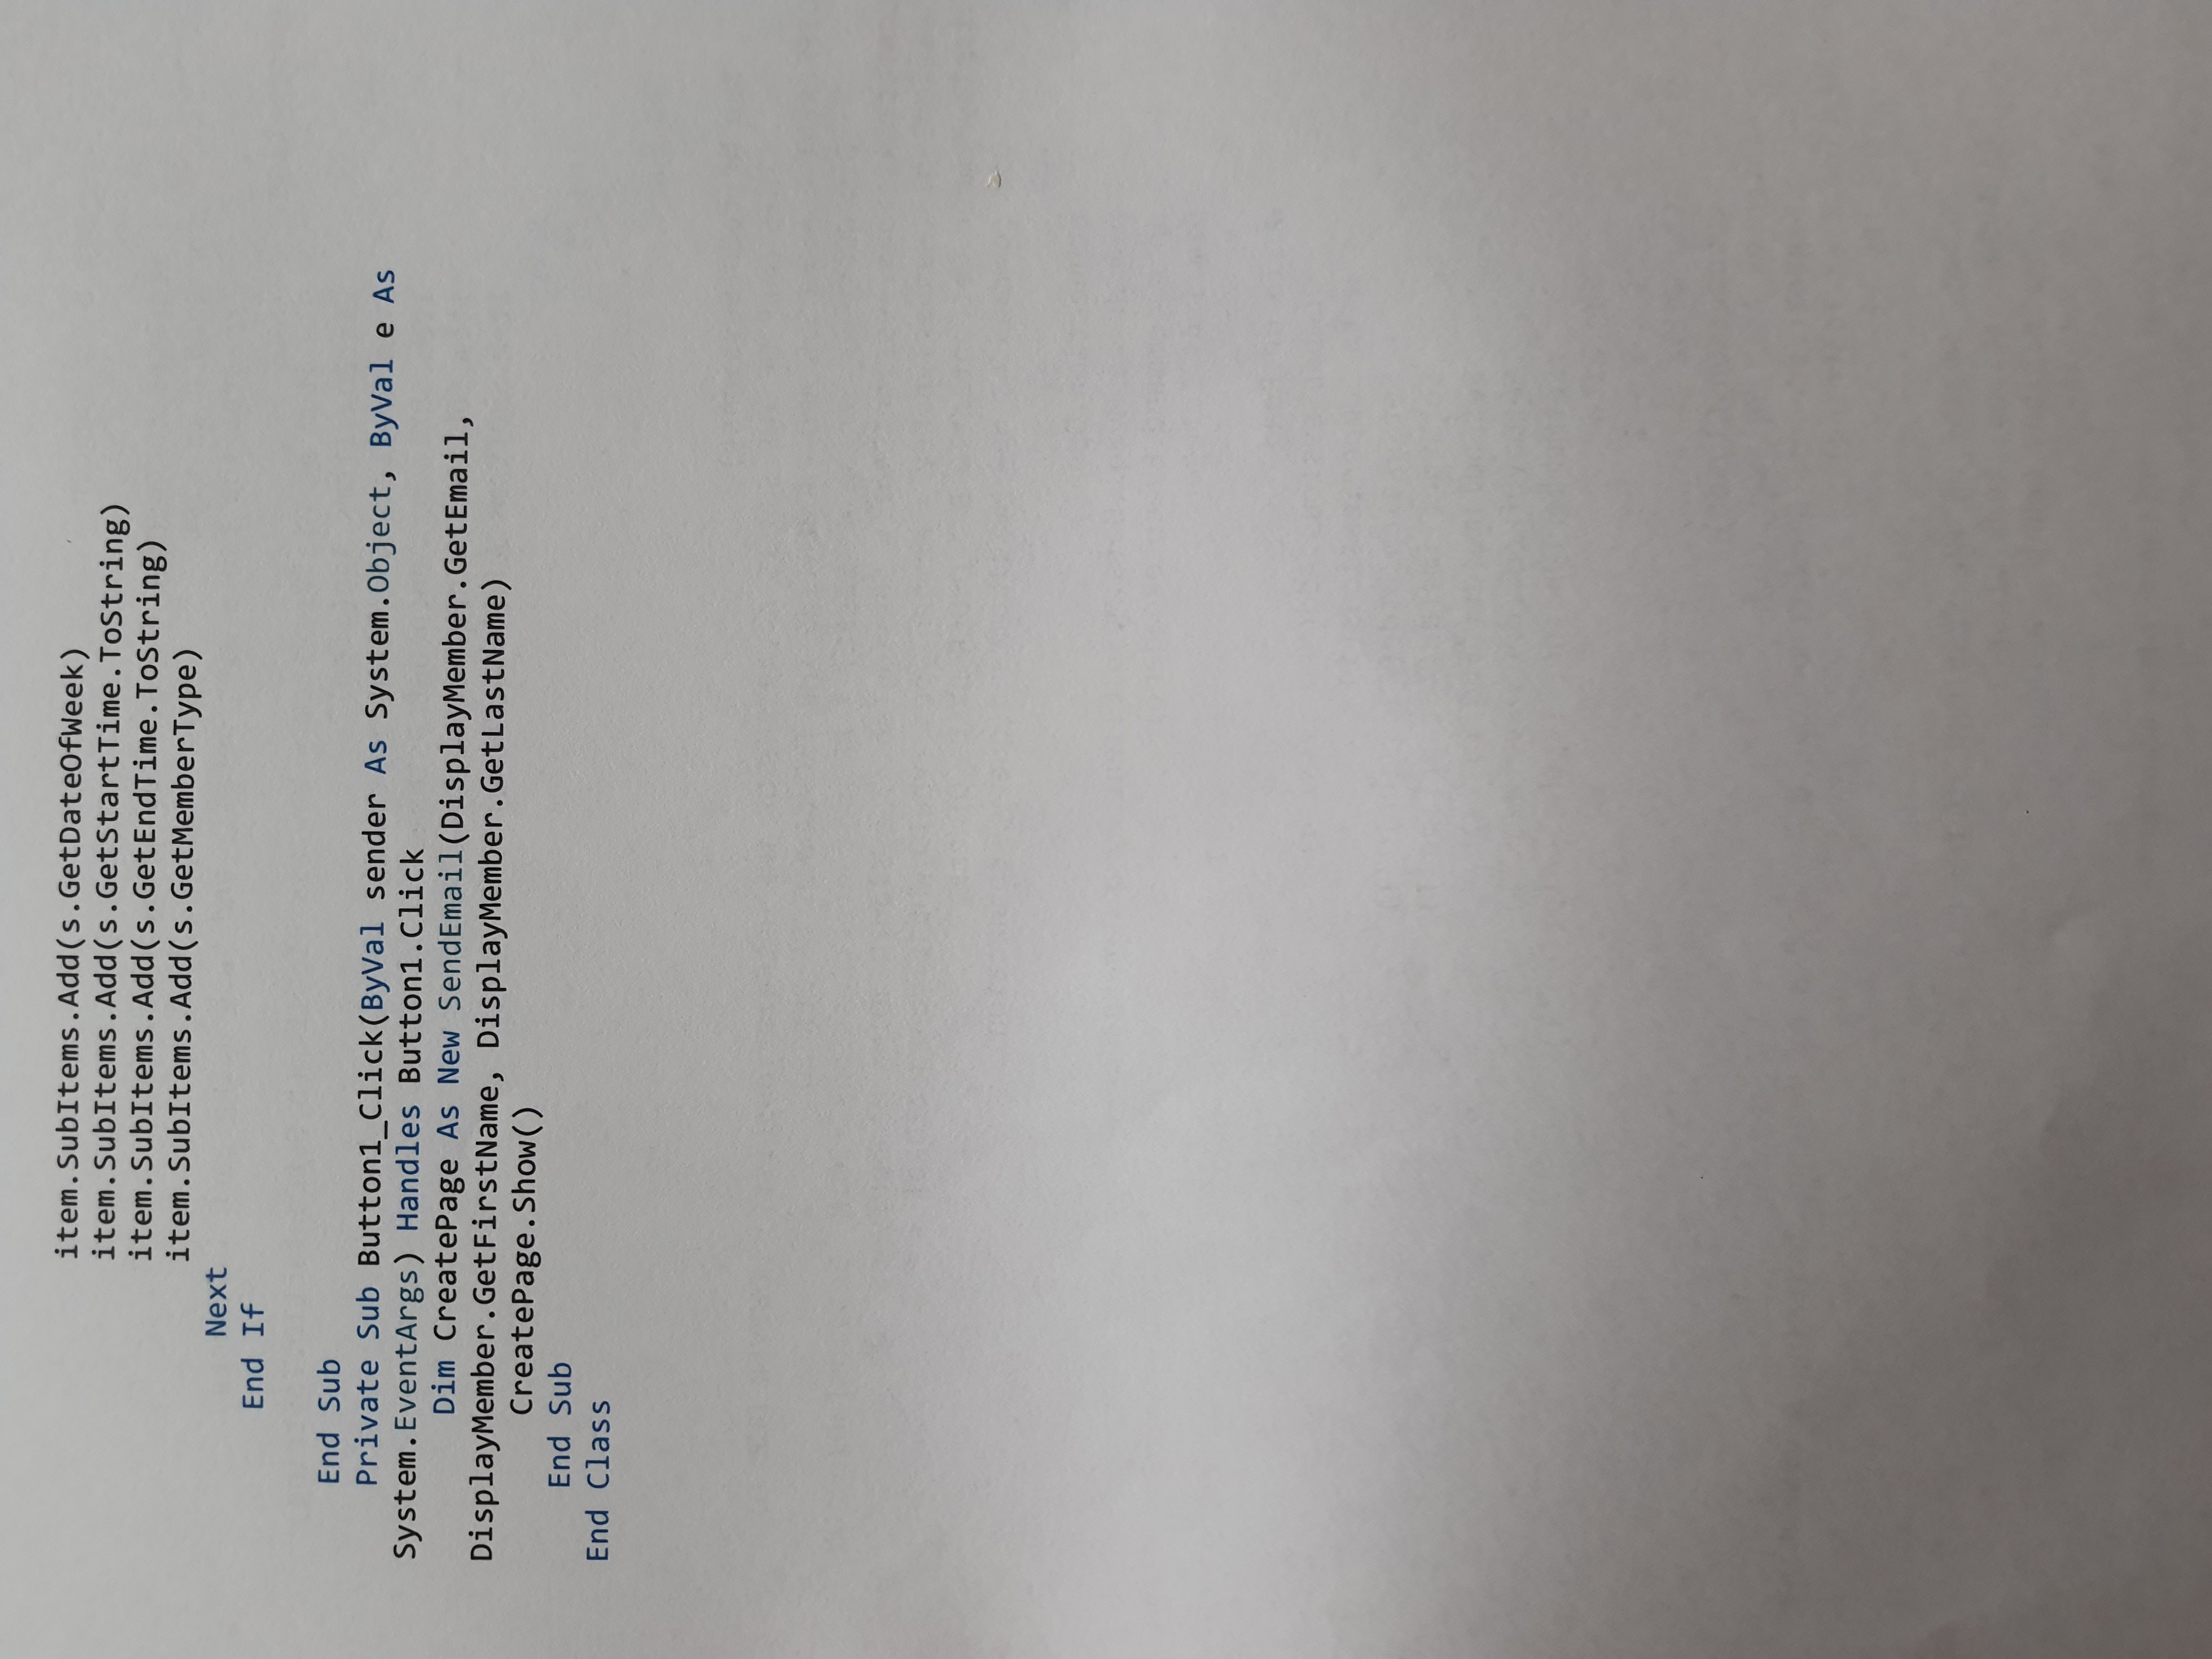 item.SubItems.Add(s.GetDateOfWeek)
item.SubItems.Add(s.GetStartTime.ToString)
item.SubItems.Add(s.GetEndTime.ToString)
item.SubItems.Add(s.GetMemberType)
Next
End If
End Sub
Private Sub Button1_Click(ByVal sender As System.Object, ByVal e As
System.EventArgs) Handles Button1.Click
Dim CreatePage As New SendEmail(DisplayMember.GetEmail,
DisplayMember.GetFirstName, DisplayMember.GetLastName)
CreatePage.Show()
End Sub
End Class